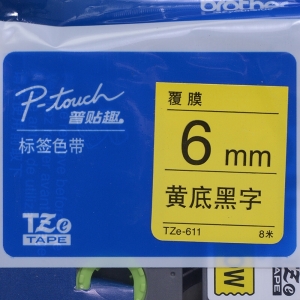 brother
P-touch
普贴趣
标签色带
TZe
TAPE
覆膜
6 mm
黄底黑字
TZe-611
8米